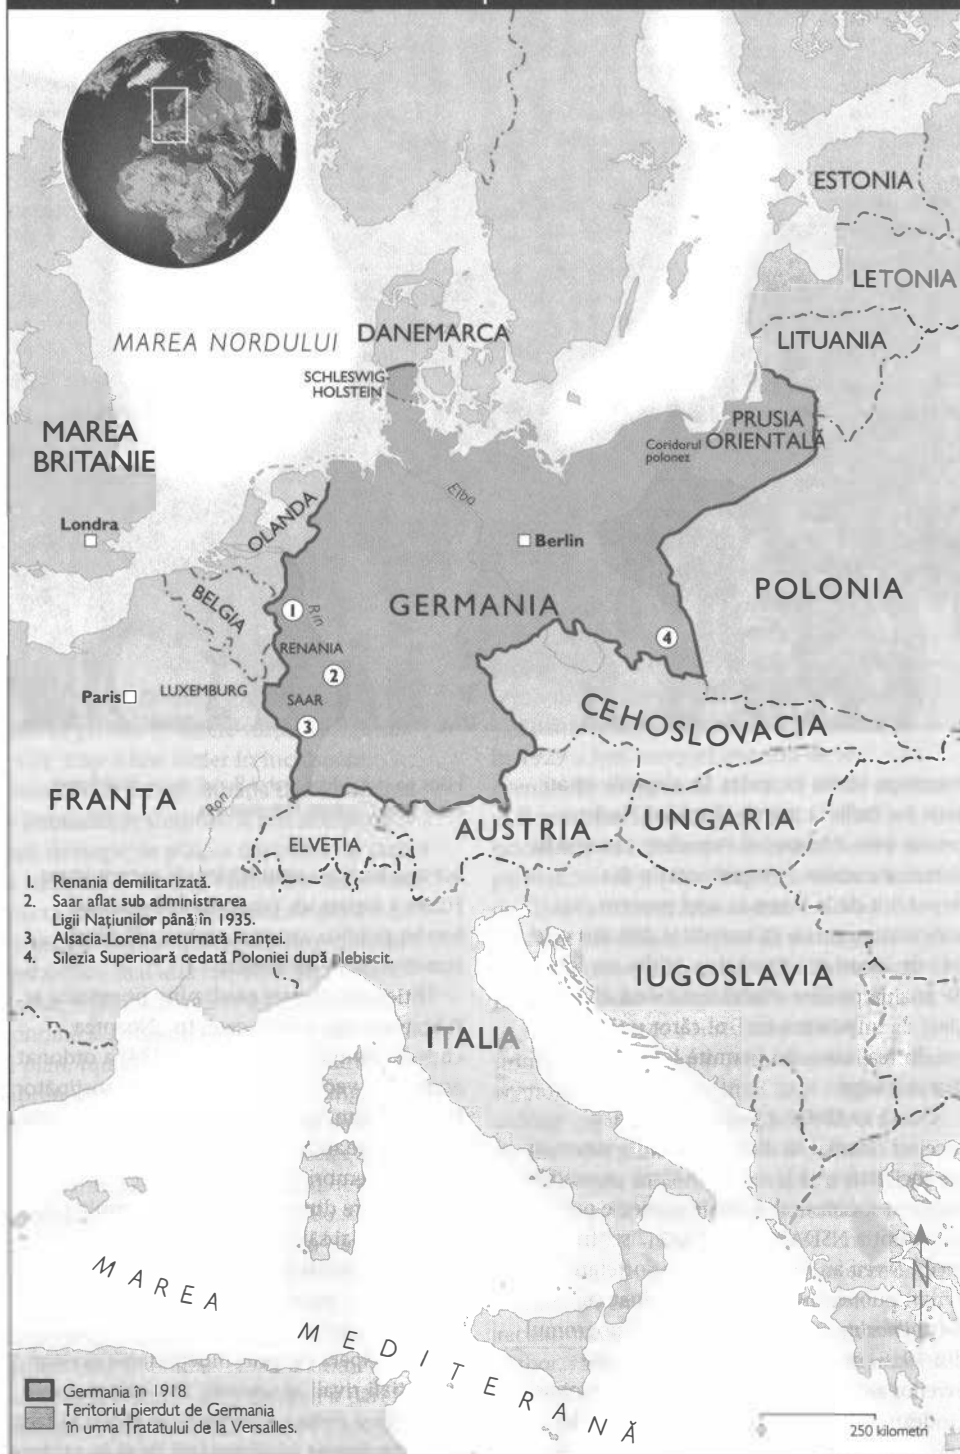 ESTONIA
LETONIA
MAREA NORDULUI
DANEMARCA
LITUANIA
SCHLESWIG-
HOLSTEIN
MAREA
BRITANIE
PRUSIA
ORIENTALĂ
Coridorul
polonez
Elba
OLANDA
Londra
Berlin
BELGIA
GERMANIA
POLONIA
1
Rin
RENANIA
4
2
Paris
LUXEMBURG
SAAR
3
CEHOSLOVACIA
FRANȚA
Ron
AUSTRIA
UNGARIA
ELVEȚIA
1. Renania demilitarizată.
2. Saar aflat sub administrarea
Ligii Națiunilor până în 1935.
3 Alsacia-Lorena returnată Franței.
4. Silezia Superioară cedată Poloniei după plebiscit.
IUGOSLAVIA
ITALIA
N
MAREA MEDITERANĂ
Germania în 1918
Teritoriul pierdut de Germania
în urma Tratatului de la Versailles.
250 kilometri